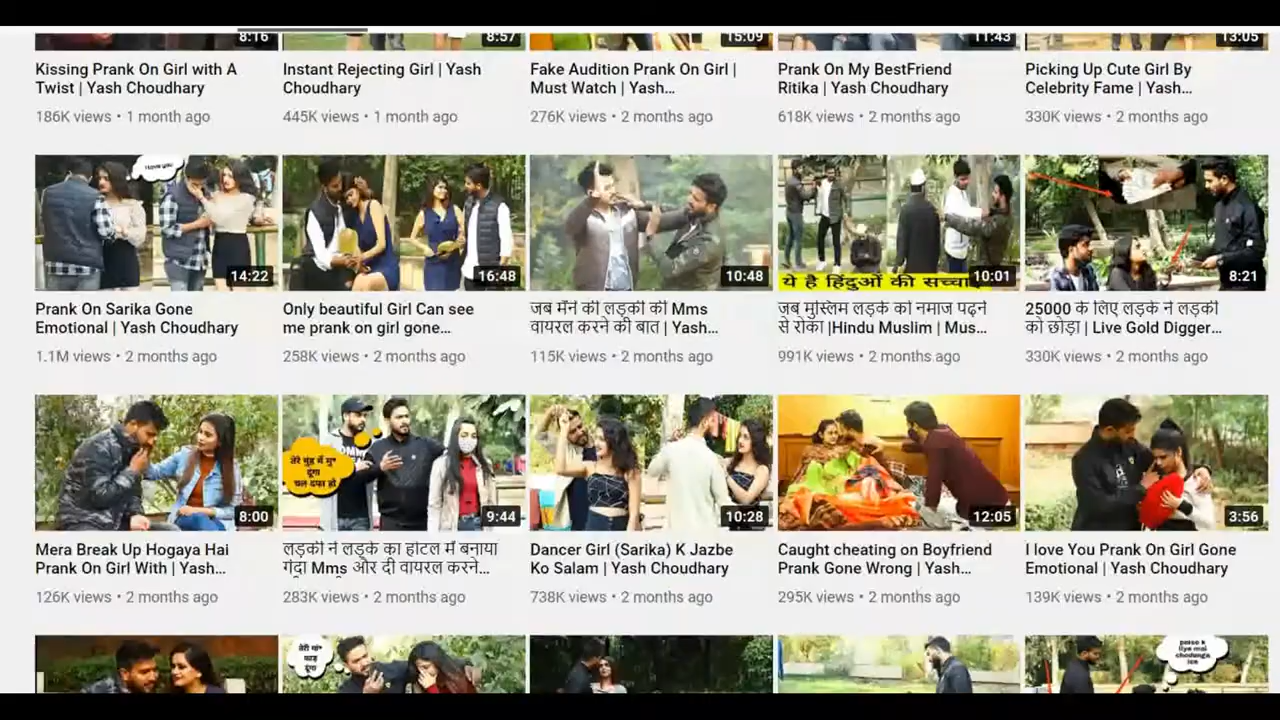 8:16
8:57
15:09
11:43
13:05
Kissing Prank On Girl with A
Twist | Yash Choudhary
186K views • 1 month ago
Instant Rejecting Girl | Yash
Choudhary
445K views • 1 month ago
Fake Audition Prank On Girl |
Must Watch | Yash...
276K views • 2 months ago
Prank On My BestFriend
Ritika | Yash Choudhary
618K views • 2 months ago
Picking Up Cute Girl By
Celebrity Fame | Yash...
330K views • 2 months ago
14:22
16:48
10:48
ये है हिंदुओं की सच्चा
10:01
8:21
Prank On Sarika Gone
Emotional | Yash Choudhary
1.1M views • 2 months ago
Only beautiful Girl Can see
me prank on girl gone...
258K views • 2 months ago
जब मैंने की लड़की की Mms
वायरल करने की बात | Yash...
115K views • 2 months ago
जब मुस्लिम लड़के को नमाज पढ़ने
से रोका |Hindu Muslim | Mus...
991K views • 2 months ago
25000 के लिए लड़के ने लड़की
को छोड़ा | Live Gold Digger...
330K views • 2 months ago
8:00
तेरे मुंह में मु*
दूंगा
चल दफा हो
9:44
10:28
12:05
3:56
Mera Break Up Hogaya Hai
Prank On Girl With | Yash...
126K views • 2 months ago
लड़की ने लड़के का होटल में बनाया
गंदा Mms और दी वायरल करने...
283K views • 2 months ago
Dancer Girl (Sarika) K Jazbe
Ko Salam | Yash Choudhary
738K views • 2 months ago
Caught cheating on Boyfriend
Prank Gone Wrong | Yash...
295K views • 2 months ago
I love You Prank On Girl Gone
Emotional | Yash Choudhary
139K views • 2 months ago